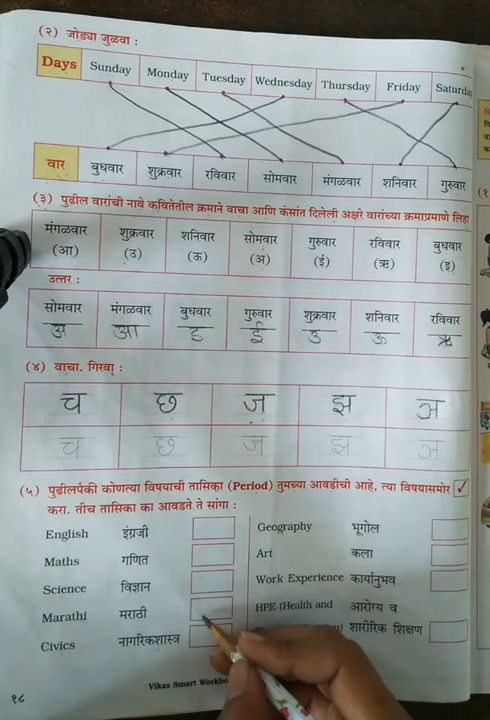 (२) जोड्या जुळवा :
Days Sunday Monday Tuesday Wednesday Thursday Friday Saturday
वार बुधवार शुक्रवार रविवार सोमवार मंगळवार शनिवार गुरुवार
(३) पुढील वारांची नावे कवितेतील क्रमाने वाचा आणि कंसांत दिलेली अक्षरे वारांच्या क्रमाप्रमाणे लिहा
मंगळवार शुक्रवार शनिवार सोमवार गुरुवार रविवार बुधवार
(आ) (उ) (ऊ) (अ) (ई) (ऋ) (इ)
उत्तर :
सोमवार मंगळवार बुधवार गुरुवार शुक्रवार शनिवार रविवार
अ आ इ ई उ ऊ ऋ
(४) वाचा. गिरवा :
च छ ज झ ञ
च छ ज झ ञ
(५) पुढीलपैकी कोणत्या विषयाची तासिका (Period) तुमच्या आवडीची आहे, त्या विषयासमोर ✓
करा. तीच तासिका का आवडते ते सांगा :
English इंग्रजी
Maths गणित
Science विज्ञान
Marathi मराठी
Civics नागरिकशास्त्र
Geography भूगोल
Art कला
Work Experience कार्यानुभव
HPE (Health and आरोग्य व
शारीरिक शिक्षण
१८
Vikas Smart